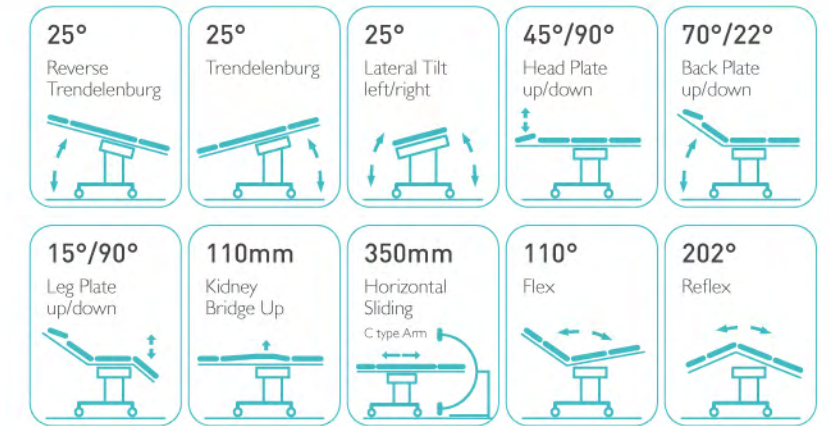 25°
Reverse
Trendelenburg
25°
Trendelenburg
25°
Lateral Tilt
left/right
45°/90°
Head Plate
up/down
70°/22°
Back Plate
up/down
15°/90°
Leg Plate
up/down
110mm
Kidney
Bridge Up
350mm
Horizontal
Sliding
C type Arm
110°
Flex
202°
Reflex